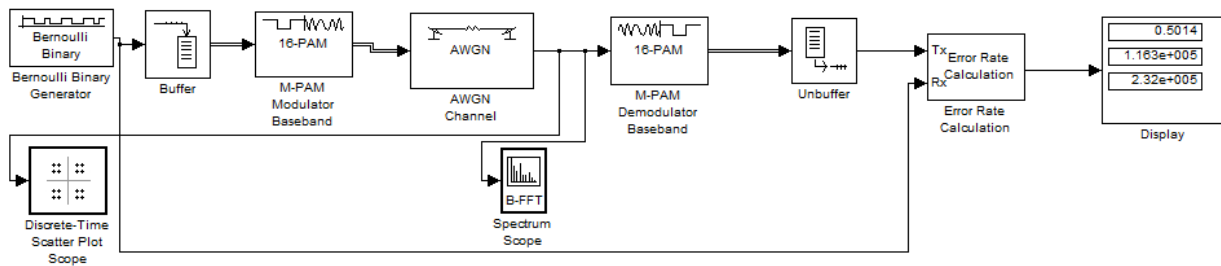 Bernoulli
Binary
Bernoulli Binary
Generator
Buffer
16-PAM
M-PAM
Modulator
Baseband
AWGN
AWGN
Channel
16-PAM
M-PAM
Demodulator
Baseband
Unbuffer
Tx
Rx
Error Rate
Calculation
Error Rate
Calculation
0.5014
1.163e+005
2.32e+005
Display
Discrete-Time
Scatter Plot
Scope
B-FFT
Spectrum
Scope